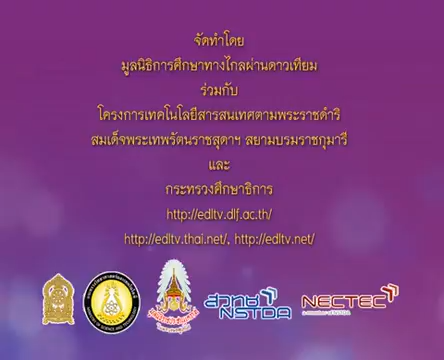 จัดทำโดย
มูลนิธิการศึกษาทางไกลผ่านดาวเทียม
ร่วมกับ
โครงการเทคโนโลยีสารสนเทศตามพระราชดำริ
สมเด็จพระเทพรัตนราชสุดาฯ สยามบรมราชกุมารี
และ
กระทรวงศึกษาธิการ
http://edltv.dlf.ac.th/
http://edltv.thai.net/, http://edltv.net/
สวทช
NSTDA
NECTEC
a member of NSTDA